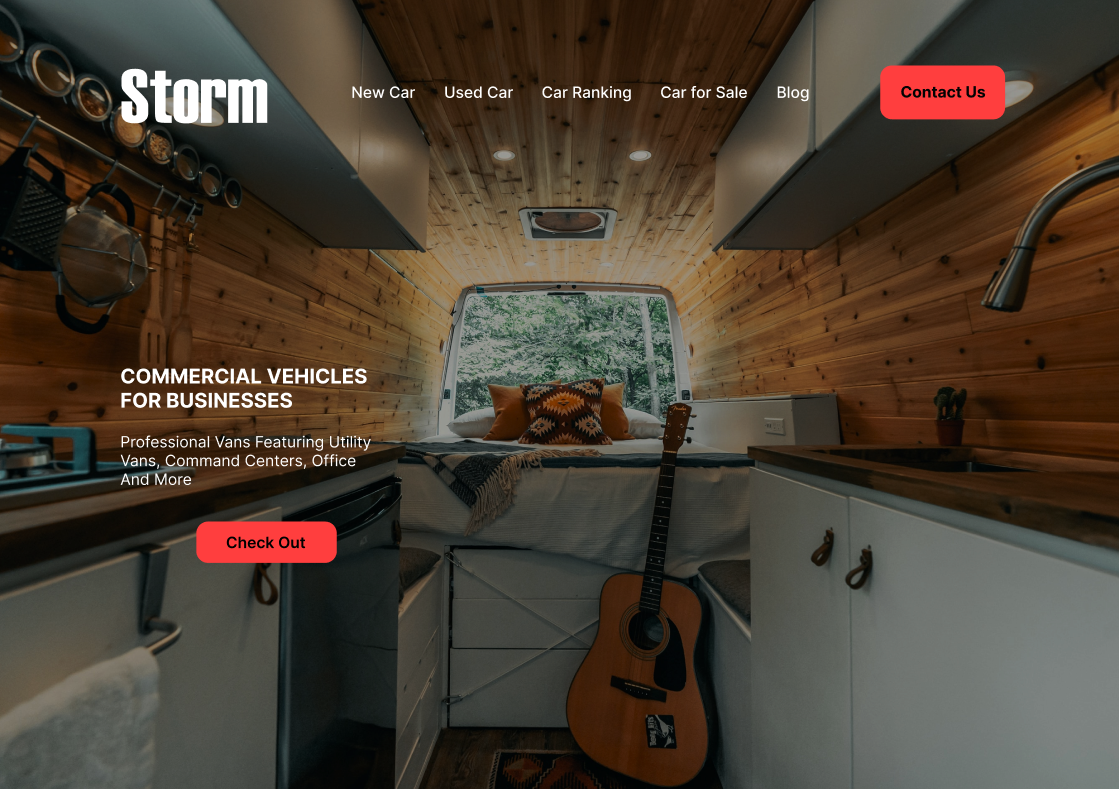 Storm
New Car
Used Car
Car Ranking
Car for Sale
Blog
Contact Us
COMMERCIAL VEHICLES
FOR BUSINESSES
Professional Vans Featuring Utility
Vans, Command Centers, Office
And More
Check Out